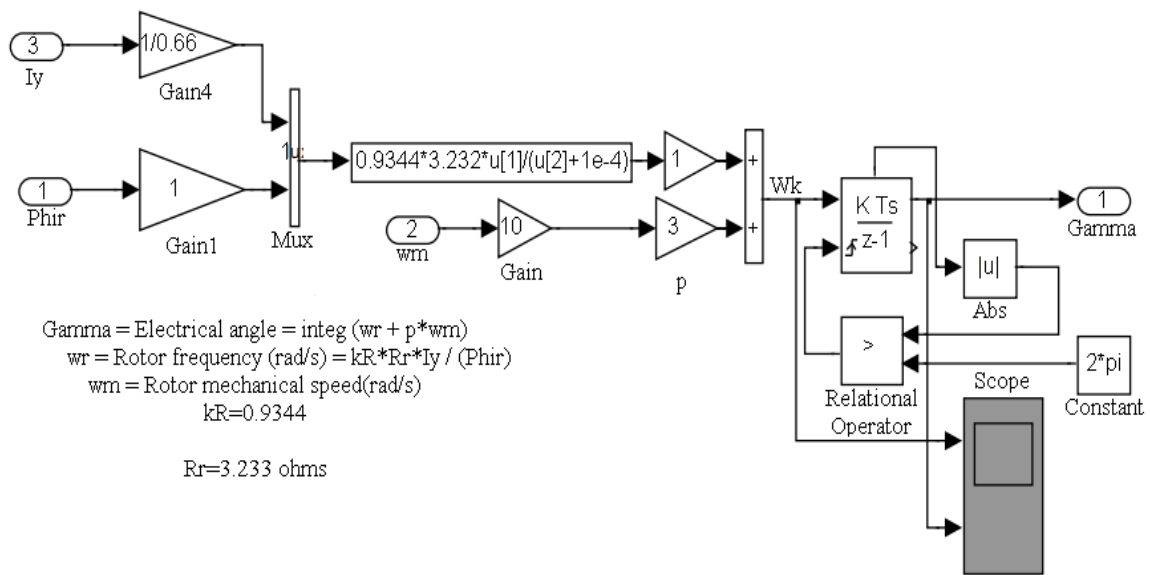 3
Iy
1/0.66
Gain4
1
Phir
1
Gain1
Mux
0.9344*3.232*u[1]/(u[2]+1e-4)
1
2
wm
10
Gain
3
p
+
+
Wk
K Ts
z-1
1
Gamma
|u|
Abs
>
Relational
Operator
2*pi
Constant
Scope
Gamma = Electrical angle = integ (wr + p*wm)
wr = Rotor frequency (rad/s) = kR*Rr*Iy / (Phir)
wm = Rotor mechanical speed(rad/s)
kR=0.9344
Rr=3.233 ohms